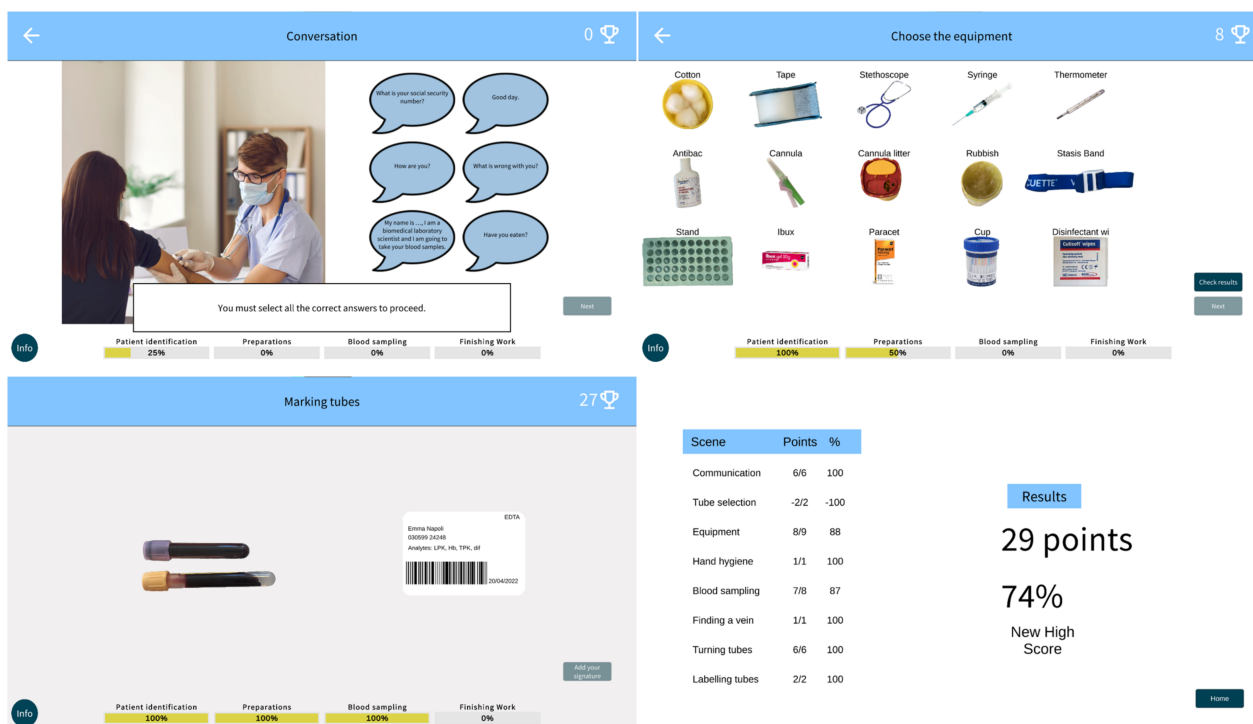 Conversation
0
What is your social security
number?
Good day.
How are you?
What is wrong with you?
My name is ...., I am a
biomedical laboratory
scientist and I am going to
take your blood samples.
Have you eaten?
You must select all the correct answers to proceed.
Next
Info
Patient identification
Preparations
Blood sampling
Finishing Work
25%
0%
0%
0%
Choose the equipment
8
Cotton
Tape
Stethoscope
Syringe
Thermometer
Antibac
Cannula
Cannula litter
Rubbish
Stasis Band
CUETTE
Stand
Ibux
Paracet
Cup
Disinfectant wi
ibux gel 50g
Paracet
Collsoft wipes
Check results
Next
Info
Patient identification
Preparations
Blood sampling
Finishing Work
100%
50%
0%
0%
Marking tubes
27
EDTA
Emma Napoli
030599 24248
Analytes: LPK, Hb, TPK, dif
20/04/2022
Add your
signature
Info
Patient identification
Preparations
Blood sampling
Finishing Work
100%
100%
100%
0%
Scene Points %
Communication 6/6 100
Tube selection -2/2 -100
Equipment 8/9 88
Hand hygiene 1/1 100
Blood sampling 7/8 87
Finding a vein 1/1 100
Turning tubes 6/6 100
Labelling tubes 2/2 100
Results
29 points
74%
New High
Score
Home